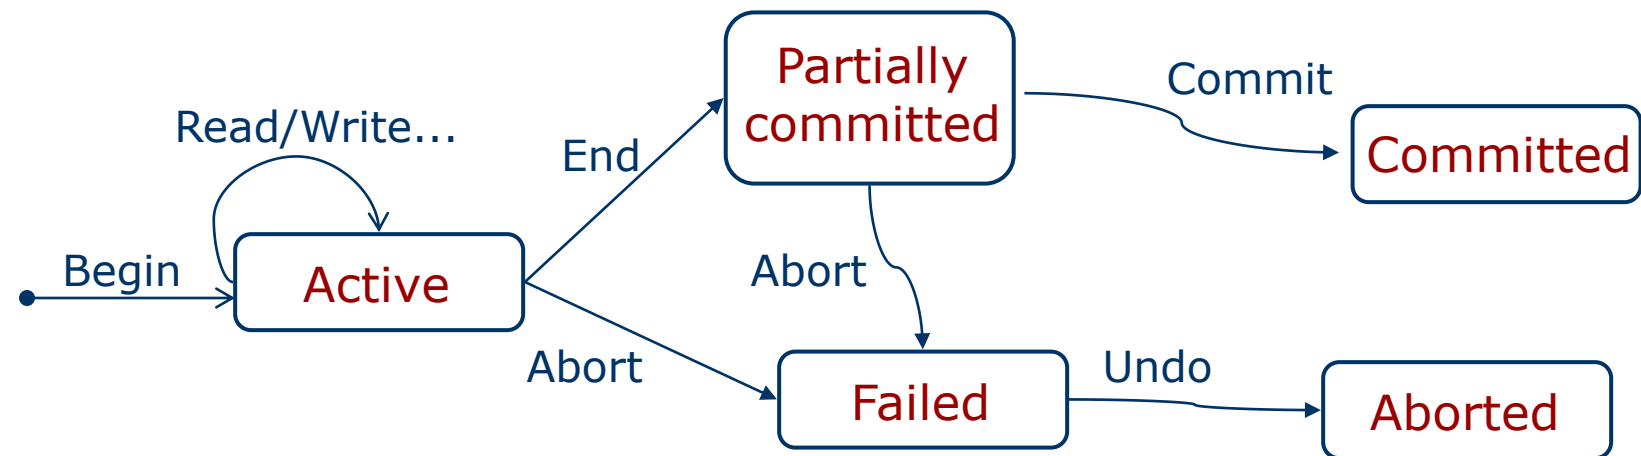 Partially
committed
Commit
Read/Write...
End
Committed
Begin
Active
Abort
Abort
Undo
Failed
Aborted